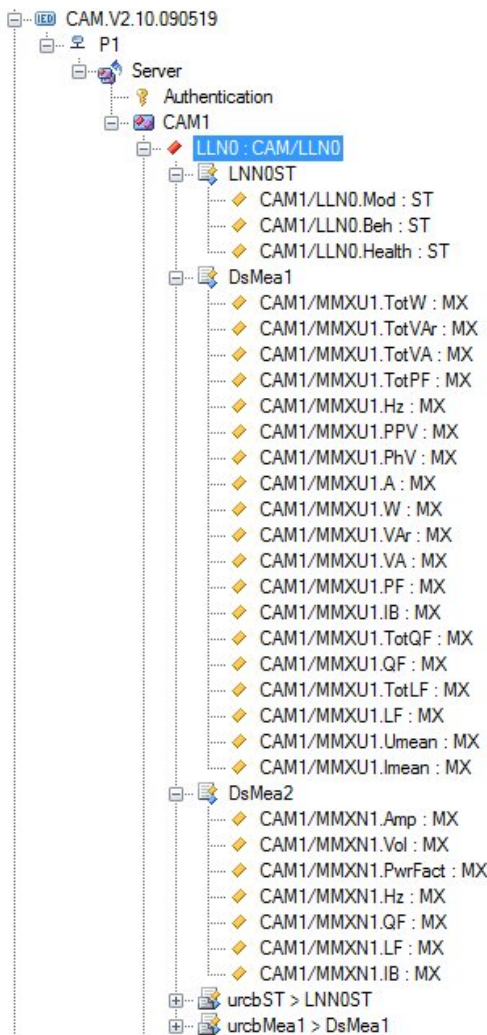 IED CAM.V2.10.090519
P1
Server
Authentication
CAM1
LLN0 : CAM/LLN0
LNN0ST
CAM1/LLN0.Mod : ST
CAM1/LLN0.Beh : ST
CAM1/LLN0.Health : ST
DsMea1
CAM1/MMXU1.TotW : MX
CAM1/MMXU1.TotVAr : MX
CAM1/MMXU1.TotVA : MX
CAM1/MMXU1.TotPF : MX
CAM1/MMXU1.Hz : MX
CAM1/MMXU1.PPV : MX
CAM1/MMXU1.PhV : MX
CAM1/MMXU1.A : MX
CAM1/MMXU1.W : MX
CAM1/MMXU1.VAr : MX
CAM1/MMXU1.VA : MX
CAM1/MMXU1.PF : MX
CAM1/MMXU1.IB : MX
CAM1/MMXU1.TotQF : MX
CAM1/MMXU1.QF : MX
CAM1/MMXU1.TotLF : MX
CAM1/MMXU1.LF : MX
CAM1/MMXU1.Umean : MX
CAM1/MMXU1.Imean : MX
DsMea2
CAM1/MMXN1.Amp : MX
CAM1/MMXN1.Vol : MX
CAM1/MMXN1.PwrFact : MX
CAM1/MMXN1.Hz : MX
CAM1/MMXN1.QF : MX
CAM1/MMXN1.LF : MX
CAM1/MMXN1.IB : MX
urcbST > LNN0ST
urcbMea1 > DsMea1